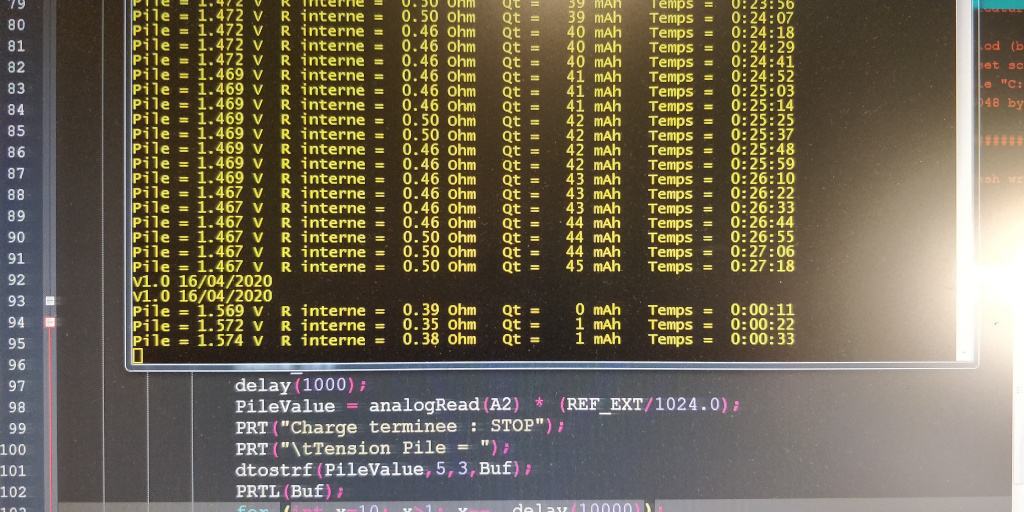 79 Pile = 1.472 V R interne = 0.50 Ohm Qt = 39 mAh Temps = 0:23:56
80 Pile = 1.472 V R interne = 0.50 Ohm Qt = 39 mAh Temps = 0:24:07
Pile = 1.472 V R interne = 0.46 Ohm Qt = 40 mAh Temps = 0:24:18
81 Pile = 1.472 V R interne = 0.46 Ohm Qt = 40 mAh Temps = 0:24:29
82 Pile = 1.472 V R interne = 0.46 Ohm Qt = 40 mAh Temps = 0:24:41
Pile = 1.469 V R interne = 0.46 Ohm Qt = 41 mAh Temps = 0:24:52
83 Pile = 1.469 V R interne = 0.46 Ohm Qt = 41 mAh Temps = 0:25:03
84 Pile = 1.469 V R interne = 0.46 Ohm Qt = 41 mAh Temps = 0:25:14
Pile = 1.469 V R interne = 0.50 Ohm Qt = 42 mAh Temps = 0:25:25
85 Pile = 1.469 V R interne = 0.50 Ohm Qt = 42 mAh Temps = 0:25:37
86 Pile = 1.469 V R interne = 0.46 Ohm Qt = 42 mAh Temps = 0:25:48
Pile = 1.469 V R interne = 0.46 Ohm Qt = 42 mAh Temps = 0:25:59
87 Pile = 1.469 V R interne = 0.46 Ohm Qt = 43 mAh Temps = 0:26:10
88 Pile = 1.467 V R interne = 0.46 Ohm Qt = 43 mAh Temps = 0:26:22
Pile = 1.467 V R interne = 0.46 Ohm Qt = 43 mAh Temps = 0:26:33
89 Pile = 1.467 V R interne = 0.46 Ohm Qt = 44 mAh Temps = 0:26:44
90 Pile = 1.467 V R interne = 0.50 Ohm Qt = 44 mAh Temps = 0:26:55
Pile = 1.467 V R interne = 0.50 Ohm Qt = 44 mAh Temps = 0:27:06
91 Pile = 1.467 V R interne = 0.50 Ohm Qt = 45 mAh Temps = 0:27:18
92 v1.0 16/04/2020
93 v1.0 16/04/2020
Pile = 1.569 V R interne = 0.39 Ohm Qt = 0 mAh Temps = 0:00:11
94 Pile = 1.572 V R interne = 0.35 Ohm Qt = 1 mAh Temps = 0:00:22
95 Pile = 1.574 V R interne = 0.38 Ohm Qt = 1 mAh Temps = 0:00:33
96
97 delay(1000);
98 PileValue = analogRead(A2) * (REF_EXT/1024.0);
99 PRT("Charge terminee : STOP");
100 PRT("\tTension Pile = ");
101 dtostrf(PileValue,5,3,Buf);
102 PRTL(Buf);
for (int x=10; x>1; x-- delay(10000));
"C: